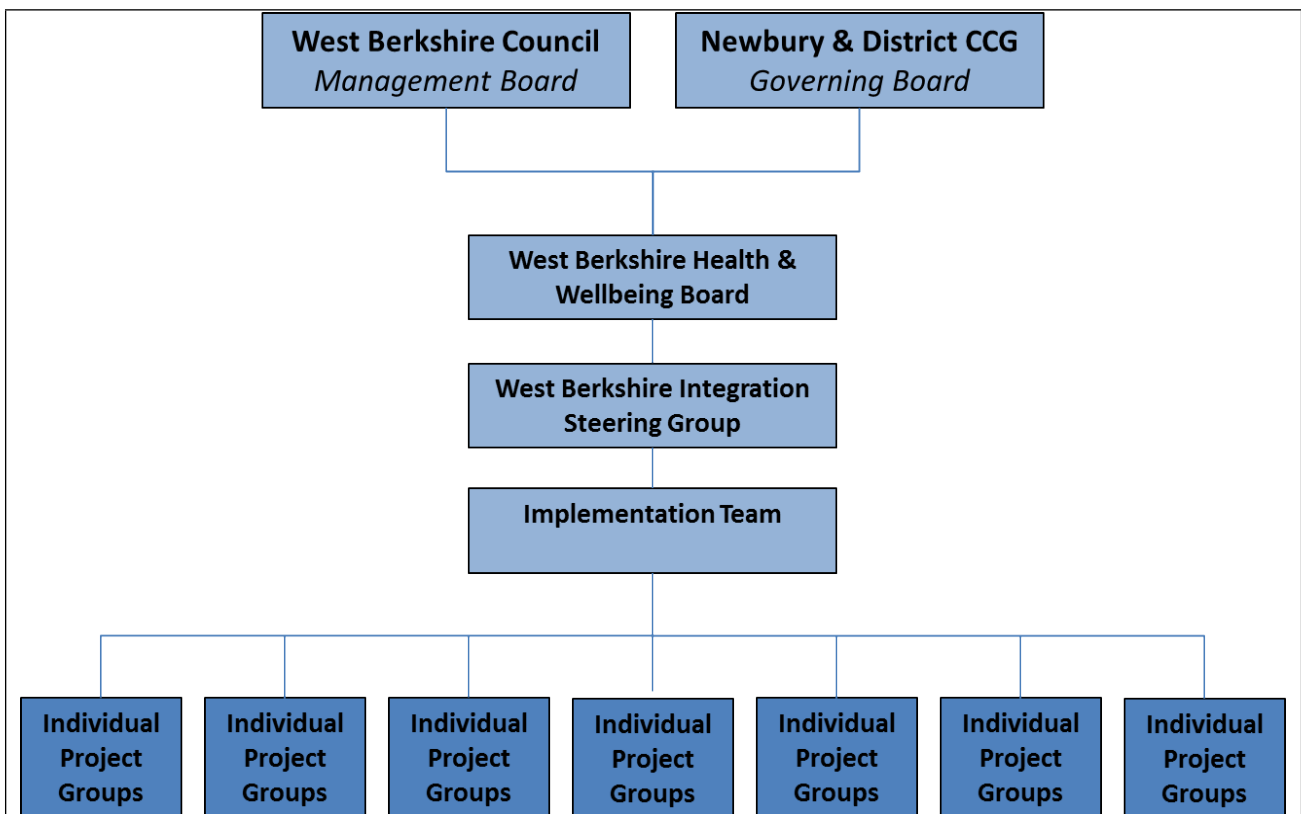 West Berkshire Council
Management Board
Newbury & District CCG
Governing Board
West Berkshire Health &
Wellbeing Board
West Berkshire Integration
Steering Group
Implementation Team
Individual
Project
Groups
Individual
Project
Groups
Individual
Project
Groups
Individual
Project
Groups
Individual
Project
Groups
Individual
Project
Groups
Individual
Project
Groups